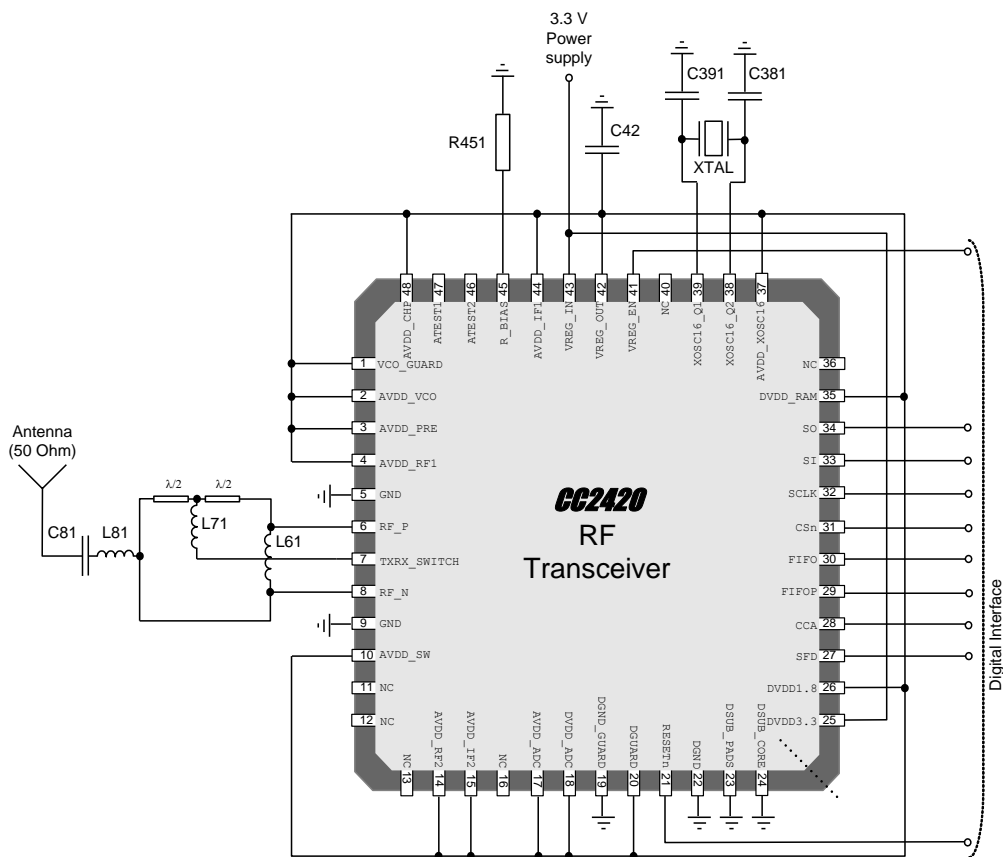 3.3 V
Power
supply
C391
C381
R451
C42
XTAL
48
47
46
45
44
43
42
41
40
39
38
37
AVDD_CHP
ATEST1
ATEST2
R_BIAS
AVDD_IF1
VREG_IN
VREG_OUT
VREG_EN
NC
XOSC16_Q1
XOSC16_Q2
AVDD_XOSC16
1 VCO_GUARD
2 AVDD_VCO
3 AVDD_PRE
4 AVDD_RF1
5 GND
6 RF_P
7 TXRX_SWITCH
8 RF_N
9 GND
10 AVDD_SW
11 NC
12 NC
NC 36
DVDD_RAM 35
SO 34
SI 33
SCLK 32
CSn 31
FIFO 30
FIFOP 29
CCA 28
SFD 27
DVDD1.8 26
DVDD3.3 25
Antenna
(50 Ohm)
λ/2
λ/2
C81
L81
L71
L61
CC2420
RF
Transceiver
Digital Interface
NC
AVDD_RF2
AVDD_IF2
NC
AVDD_ADC
DVDD_ADC
DGND_GUARD
DGUARD
RESETn
DGND
DSUB_PADS
DSUB_CORE
13
14
15
16
17
18
19
20
21
22
23
24